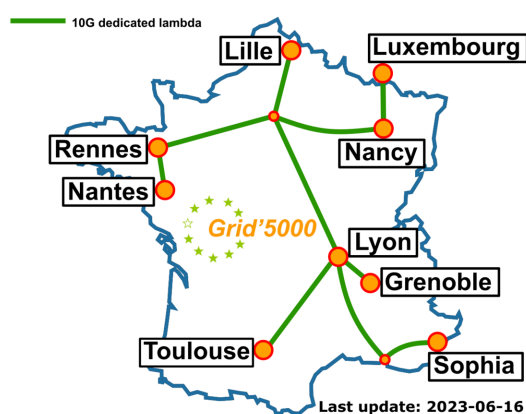 10G dedicated lambda
Lille
Luxembourg
Rennes
Nancy
Nantes
Grid'5000
Lyon
Grenoble
Toulouse
Sophia
Last update: 2023-06-16